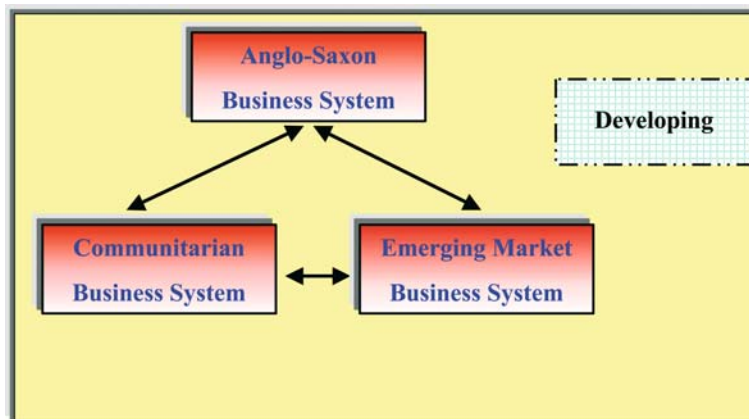 Anglo-Saxon
Business System
Developing
Communitarian
Business System
Emerging Market
Business System